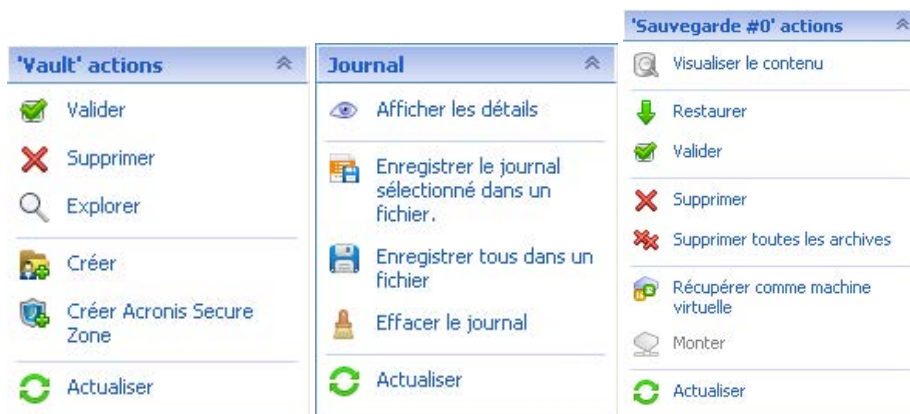 'Vault' actions
Valider
Supprimer
Explorer
Créer
Créer Acronis Secure
Zone
Actualiser
Journal
Afficher les détails
Enregistrer le journal
sélectionné dans un
fichier.
Enregistrer tous dans un
fichier
Effacer le journal
Actualiser
'Sauvegarde #0' actions
Visualiser le contenu
Restaurer
Valider
Supprimer
Supprimer toutes les archives
Récupérer comme machine
virtuelle
Monter
Actualiser